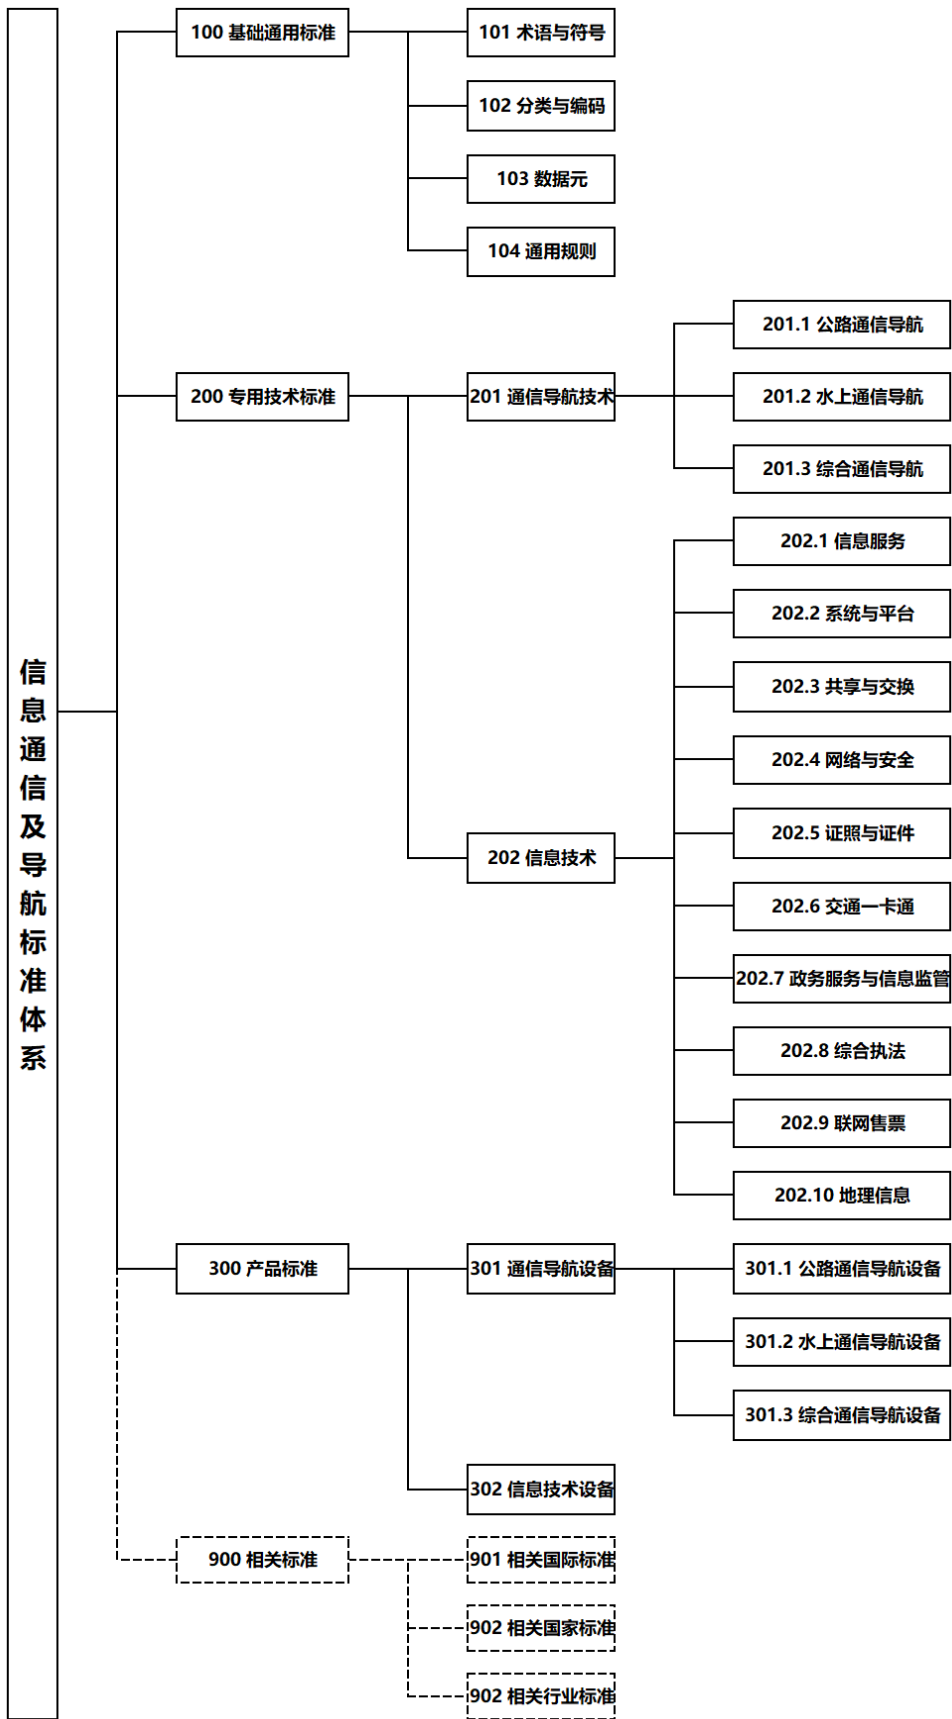 信息通信及导航标准体系
100 基础通用标准
101 术语与符号
102 分类与编码
103 数据元
104 通用规则
200 专用技术标准
201 通信导航技术
201.1 公路通信导航
201.2 水上通信导航
201.3 综合通信导航
202 信息技术
202.1 信息服务
202.2 系统与平台
202.3 共享与交换
202.4 网络与安全
202.5 证照与证件
202.6 交通一卡通
202.7 政务服务与信息监管
202.8 综合执法
202.9 联网售票
202.10 地理信息
300 产品标准
301 通信导航设备
301.1 公路通信导航设备
301.2 水上通信导航设备
301.3 综合通信导航设备
302 信息技术设备
900 相关标准
901 相关国际标准
902 相关国家标准
902 相关行业标准